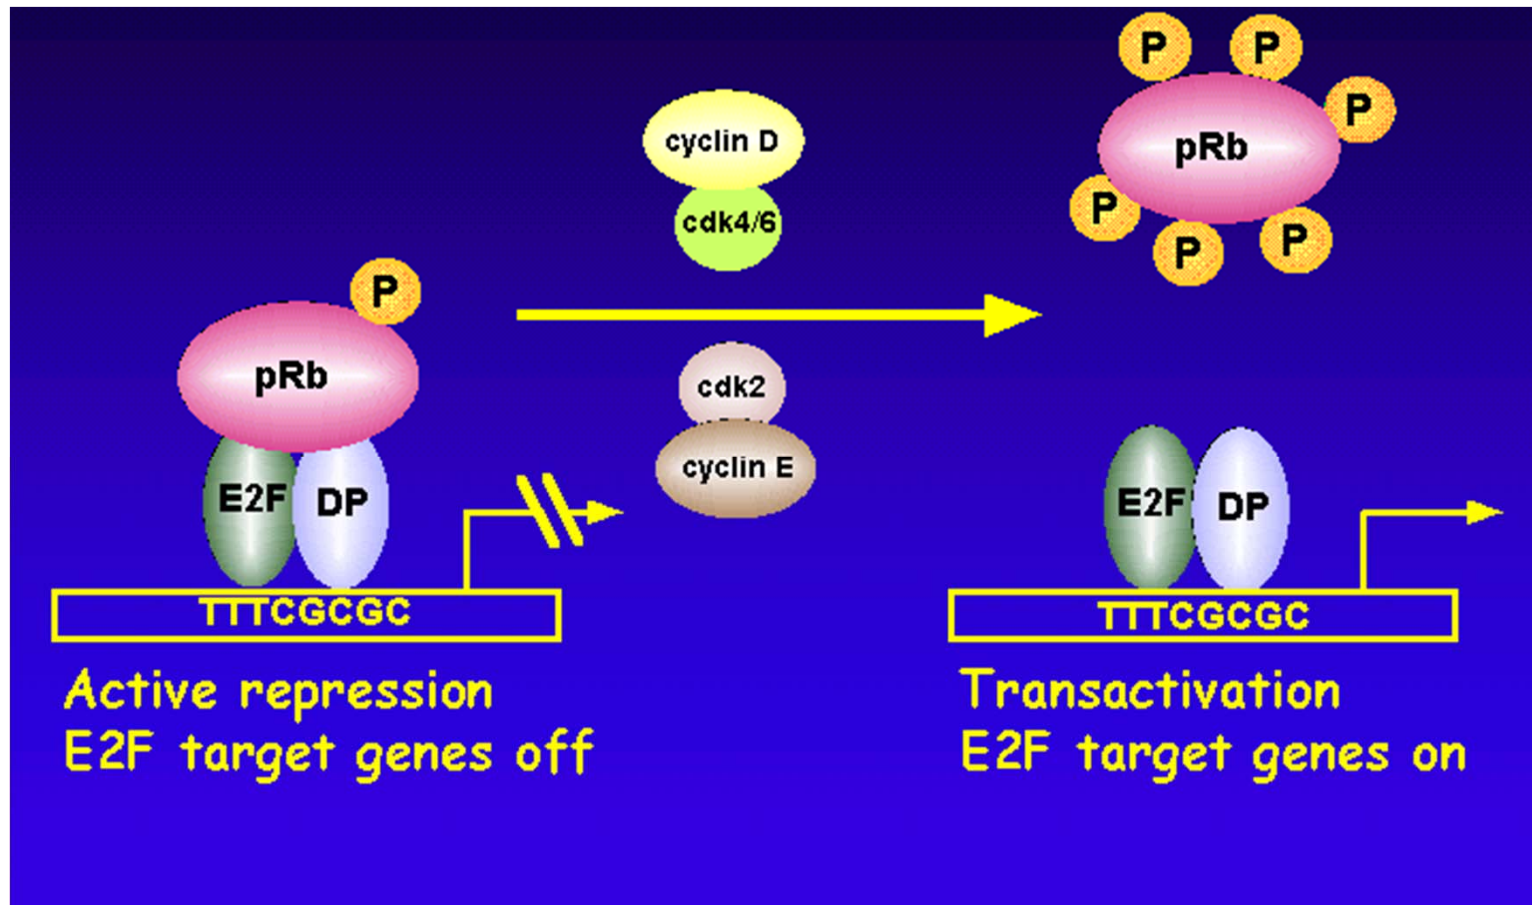 P
pRb
E2F
DP
TTTCGCGC
Active repression
E2F target genes off
cyclin D
cdk4/6
cdk2
cyclin E
P
P
P
pRb
P
P
P
E2F
DP
TTTCGCGC
Transactivation
E2F target genes on